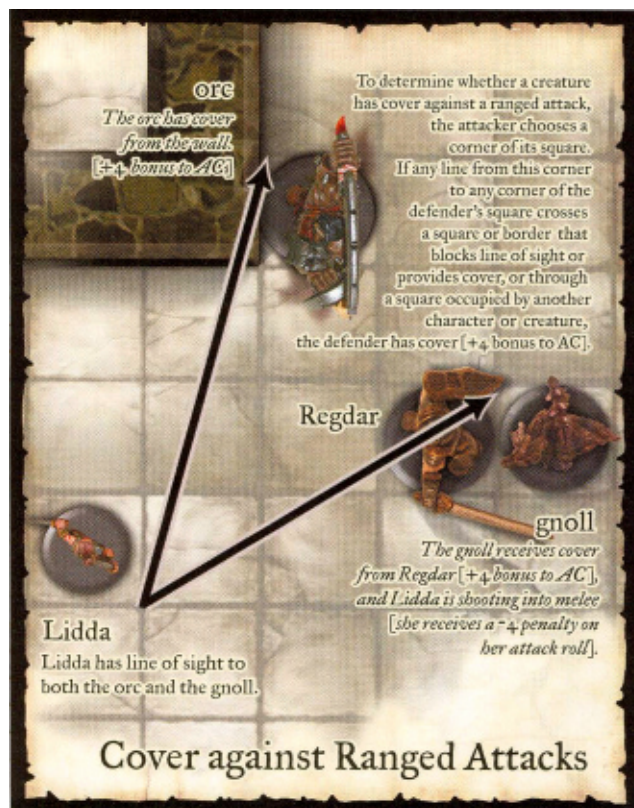 orc
The orc has cover
from the wall.
[+4 bonus to AC]
To determine whether a creature
has cover against a ranged attack,
the attacker chooses a
corner of its square.
If any line from this corner
to any corner of the
defender's square crosses
a square or border that
blocks line of sight or
provides cover, or through
a square occupied by another
character or creature,
the defender has cover [+4 bonus to AC].
Regdar
gnoll
The gnoll receives cover
from Regdar [+4 bonus to AC],
and Lidda is shooting into melee
[she receives a -4 penalty on
her attack roll].
Lidda
Lidda has line of sight to
both the orc and the gnoll.
Cover against Ranged Attacks